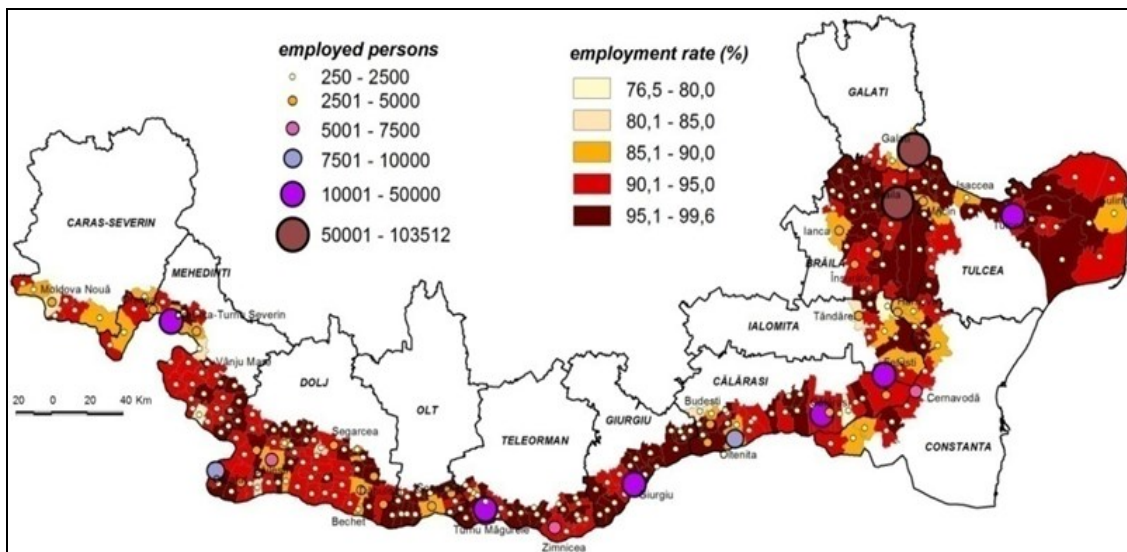 employed persons
250 - 2500
2501 - 5000
5001 - 7500
7501 - 10000
10001 - 50000
50001 - 103512
employment rate (%)
76,5 - 80,0
80,1 - 85,0
85,1 - 90,0
90,1 - 95,0
95,1 - 99,6
GALATI
Isaccea
CARAS-SEVERIN
Ianca
MEHEDINTI
BRĂILA
TULCEA
Moldova Nouă
IALOMITA
Tăndăre
Vânju Mare
CĂLĂRASI
DOLJ
OLT
Budesti
Cernavodă
20 0 20 40 Km
GIURGIU
TELEORMAN
CONSTANTA
Segarcea
Oltenita
Giurgiu
Bechet
Turnu Măgurele
Zimnicea